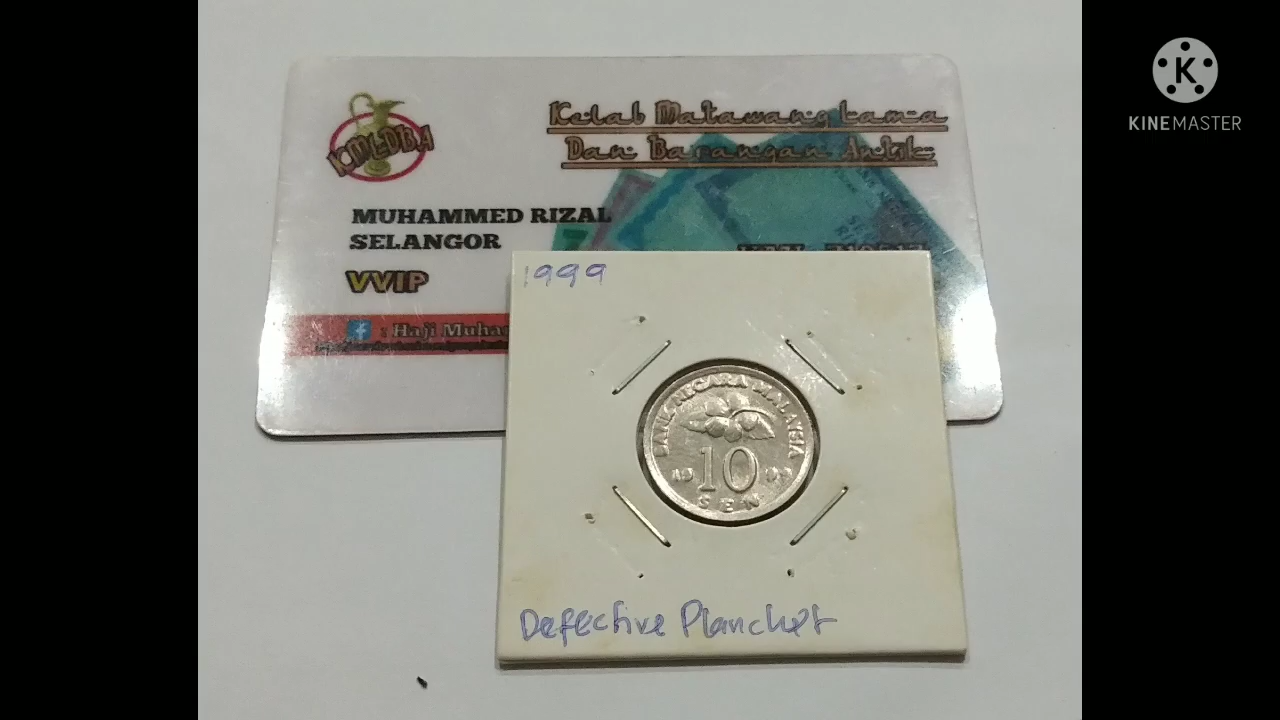 KINEMASTER
KMLDBA
Kelab Matawang Lama
Dan Barangan Antik
MUHAMMED RIZAL
SELANGOR
VVIP
: Haji Muha
1999
BANK NEGARA MALAYSIA
10
SEN
Defective Planchet